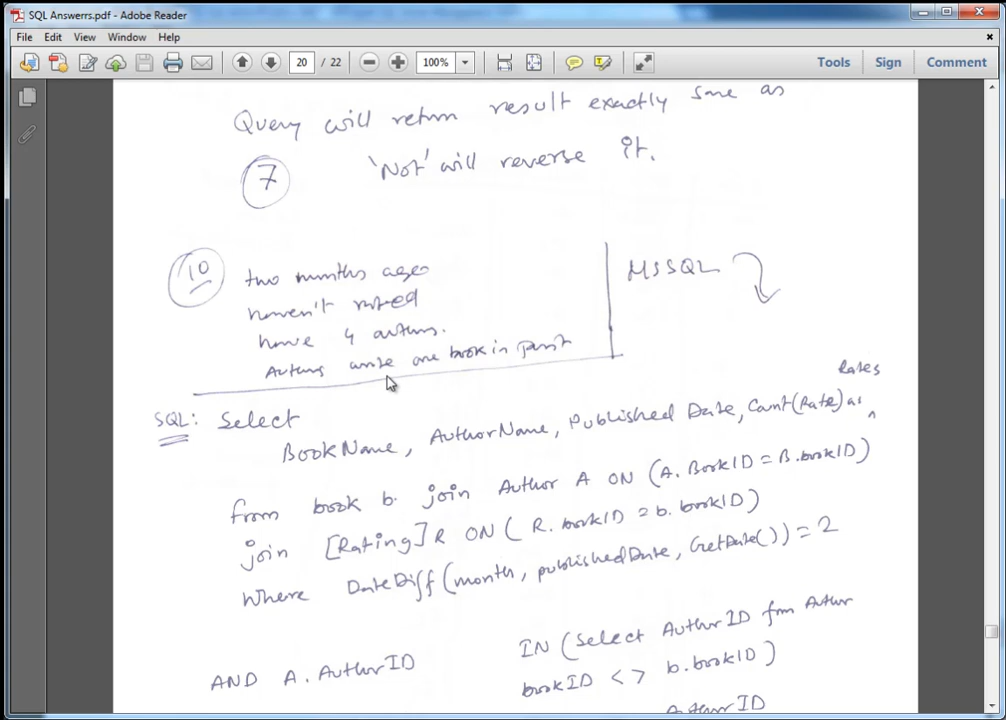 SQL Answerrs.pdf - Adobe Reader
File Edit View Window Help
20 / 22 100% Tools Sign Comment
Query will return result exactly same as
7 'Not' will reverse it.
10 two months ago
haven't rated
have 4 authors.
Authors write one book in past
MSSQL
SQL: Select
BookName, AuthorName, Published Date, Count(Rate) as Rates
from book b. join Author A ON (A.BookID = B.bookID)
join [Rating] R ON (R.bookID = b.bookID)
Where DateDiff(month, publishedDate, GetDate()) = 2
AND A.AuthorID IN (Select AuthorID from Author
bookID <> b.bookID)
AuthorID